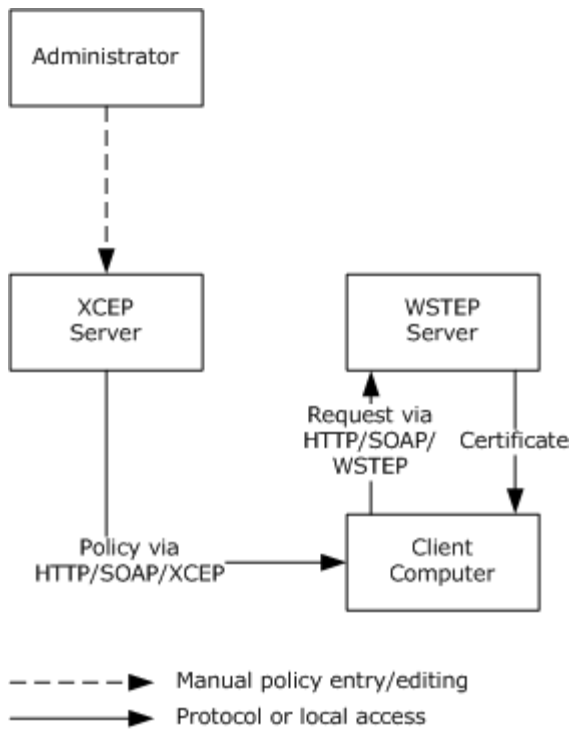 Administrator
XCEP
Server
WSTEP
Server
Request via
HTTP/SOAP/
WSTEP
Certificate
Policy via
HTTP/SOAP/XCEP
Client
Computer
Manual policy entry/editing
Protocol or local access